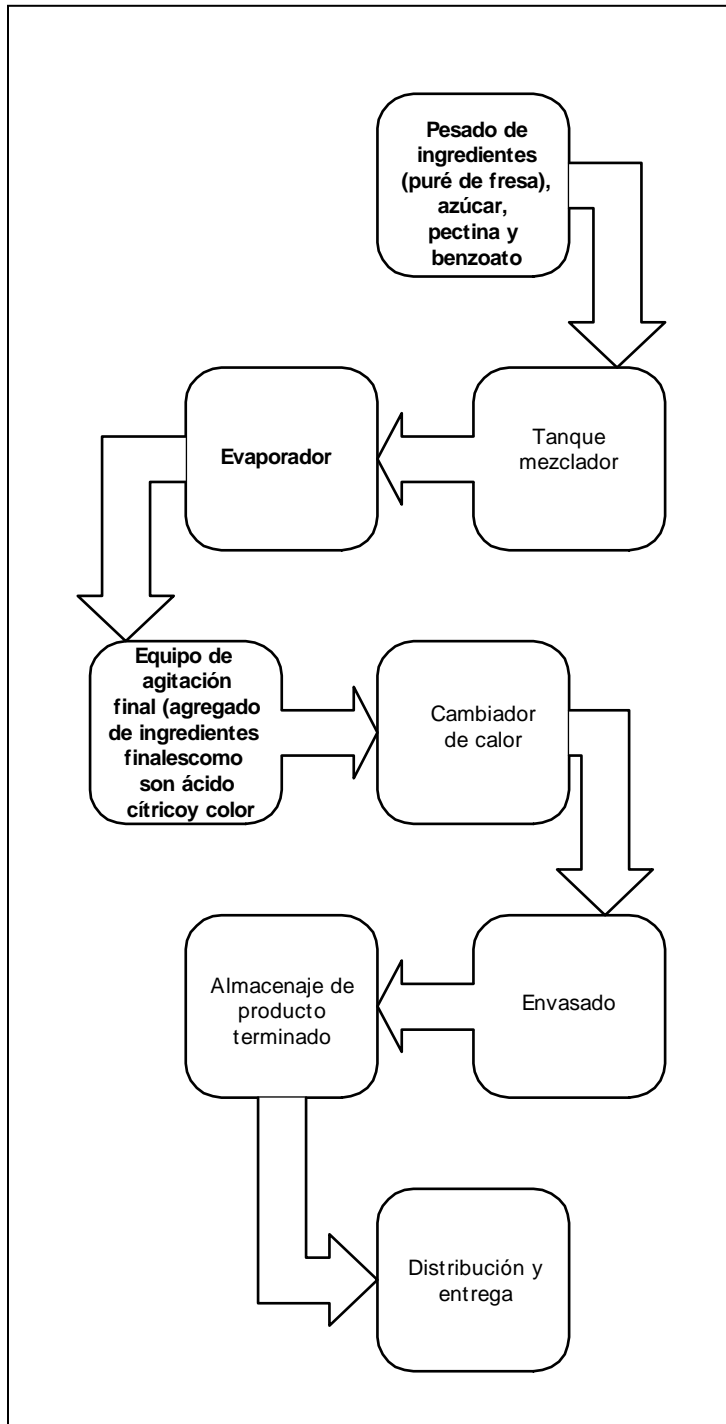 Pesado de
ingredientes
(puré de fresa),
azúcar,
pectina y
benzoato
Tanque
mezclador
Evaporador
Equipo de
agitación
final (agregado
de ingredientes
finalescomo
son ácido
cítricoy color
Cambiador
de calor
Envasado
Almacenaje de
producto
terminado
Distribución y
entrega